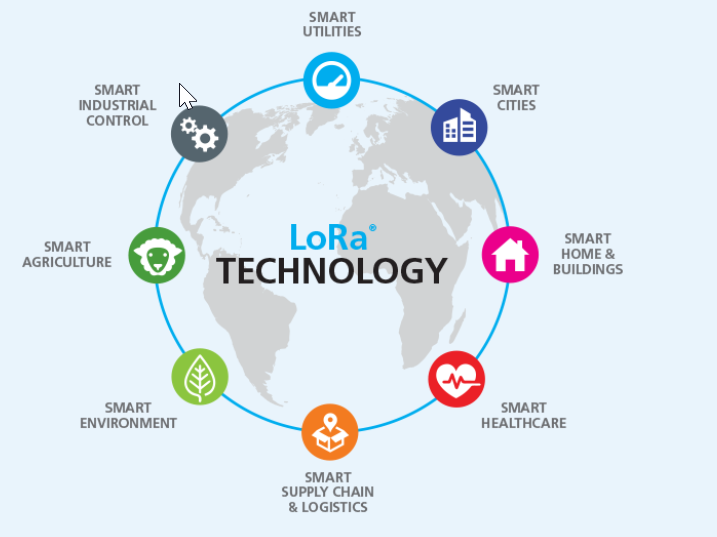 SMART
UTILITIES
SMART
CITIES
SMART
HOME &
BUILDINGS
SMART
HEALTHCARE
SMART
SUPPLY CHAIN
& LOGISTICS
SMART
ENVIRONMENT
SMART
AGRICULTURE
SMART
INDUSTRIAL
CONTROL
LoRa®
TECHNOLOGY